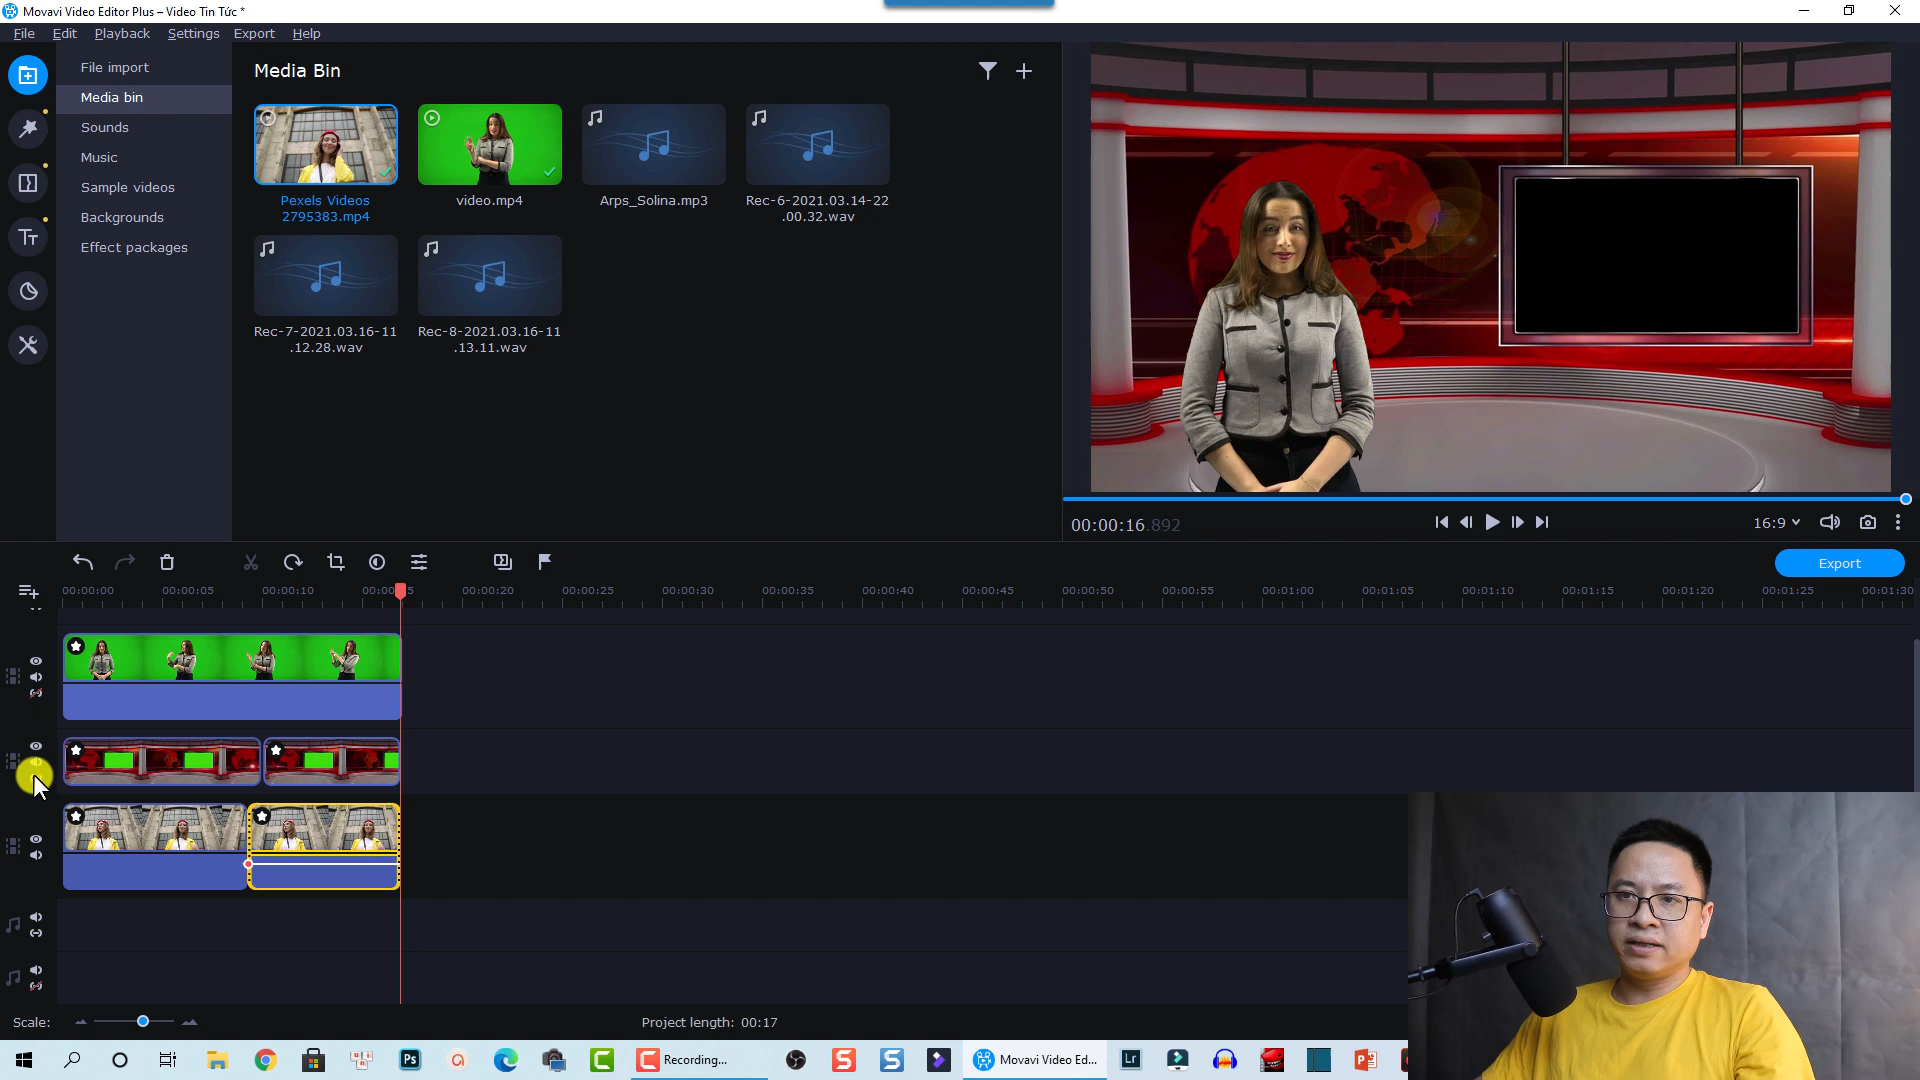 Movavi Video Editor Plus – Video Tin Tức *
File Edit Playback Settings Export Help
File import
Media bin
Sounds
Music
Sample videos
Backgrounds
Effect packages
Media Bin
Pexels Videos
2795383.mp4
video.mp4
Arps_Solina.mp3
Rec-6-2021.03.14-22
.00.32.wav
Rec-7-2021.03.16-11
.12.28.wav
Rec-8-2021.03.16-11
.13.11.wav
00:00:16.892
16:9
Export
00:00:00 00:00:05 00:00:10 00:00:20 00:00:25 00:00:30 00:00:35 00:00:40 00:00:45 00:00:50 00:00:55 00:01:00 00:01:05 00:01:10 00:01:15 00:01:20 00:01:25 00:01:30
Scale:
Project length: 00:17
Ps
Recording...
Movavi Video Ed...
Lr